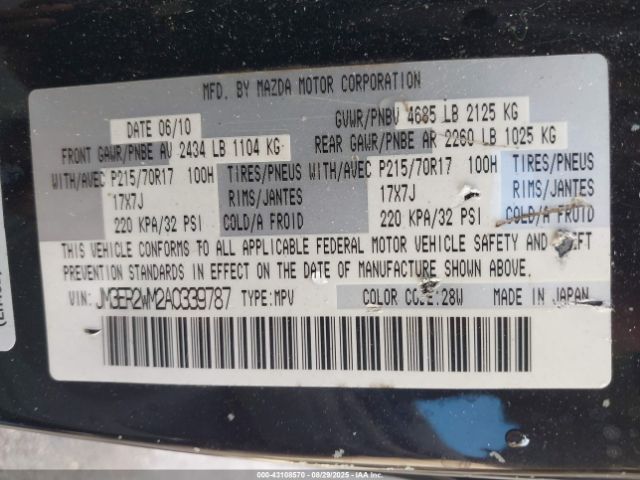 MFD. BY MAZDA MOTOR CORPORATION
DATE 06/10 GVWR/PNBV 4685 LB 2125 KG
FRONT GAWR/PNBE AV 2434 LB 1104 KG REAR GAWR/PNBE AR 2260 LB 1025 KG
WITH/AVEC P215/70R17 100H TIRES/PNEUS WITH/AVEC P215/70R17 100H TIRES/PNEUS
17X7J RIMS/JANTES 17X7J RIMS/JANTES
220 KPA/32 PSI COLD/A FROID 220 KPA/32 PSI COLD/A FROID
THIS VEHICLE CONFORMS TO ALL APPLICABLE FEDERAL MOTOR VEHICLE SAFETY AND THEFT
PREVENTION STANDARDS IN EFFECT ON THE DATE OF MANUFACTURE SHOWN ABOVE.
VIN: JM3ER2WM2A0339787 TYPE:MPV COLOR CODE:28W MADE IN JAPAN
000-43108570 - 08/29/2025 - IAAI.COM